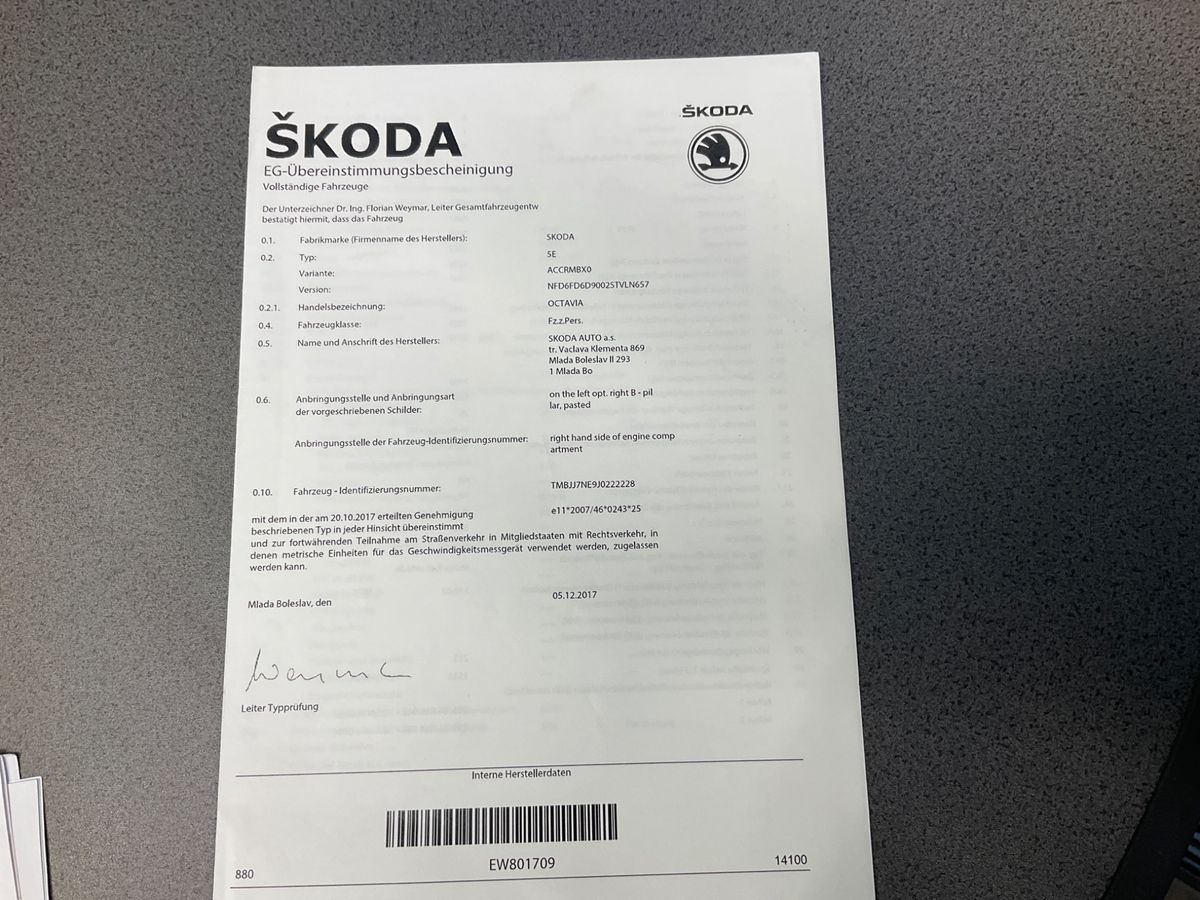 ŠKODA
ŠKODA
EG-Übereinstimmungsbescheinigung
Vollständige Fahrzeuge
Der Unterzeichner Dr. Ing. Florian Weymar, Leiter Gesamtfahrzeugentw
bestatigt hiermit, dass das Fahrzeug
0.1. Fabrikmarke (Firmenname des Herstellers): SKODA
0.2. Typ: 5E
Variante: ACCRMBX0
Version: NFD6FD6D9002STVLN657
0.2.1. Handelsbezeichnung: OCTAVIA
0.4. Fahrzeugklasse: Fz.z.Pers.
0.5. Name und Anschrift des Herstellers: SKODA AUTO a.s.
tr. Vaclava Klementa 869
Mlada Boleslav II 293
1 Mlada Bo
0.6. Anbringungsstelle und Anbringungsart on the left opt. right B - pil
der vorgeschriebenen Schilder: lar, pasted
Anbringungsstelle der Fahrzeug-Identifizierungsnummer: right hand side of engine comp
artment
0.10. Fahrzeug - Identifizierungsnummer: TMBJJ7NE9J0222228
mit dem in der am 20.10.2017 erteilten Genehmigung e11*2007/46*0243*25
beschriebenen Typ in jeder Hinsicht übereinstimmt
und zur fortwährenden Teilnahme am Straßenverkehr in Mitgliedstaaten mit Rechtsverkehr, in
denen metrische Einheiten für das Geschwindigkeitsmessgerät verwendet werden, zugelassen
werden kann.
Mlada Boleslav, den 05.12.2017
Leiter Typprüfung
Interne Herstellerdaten
EW801709
880 14100